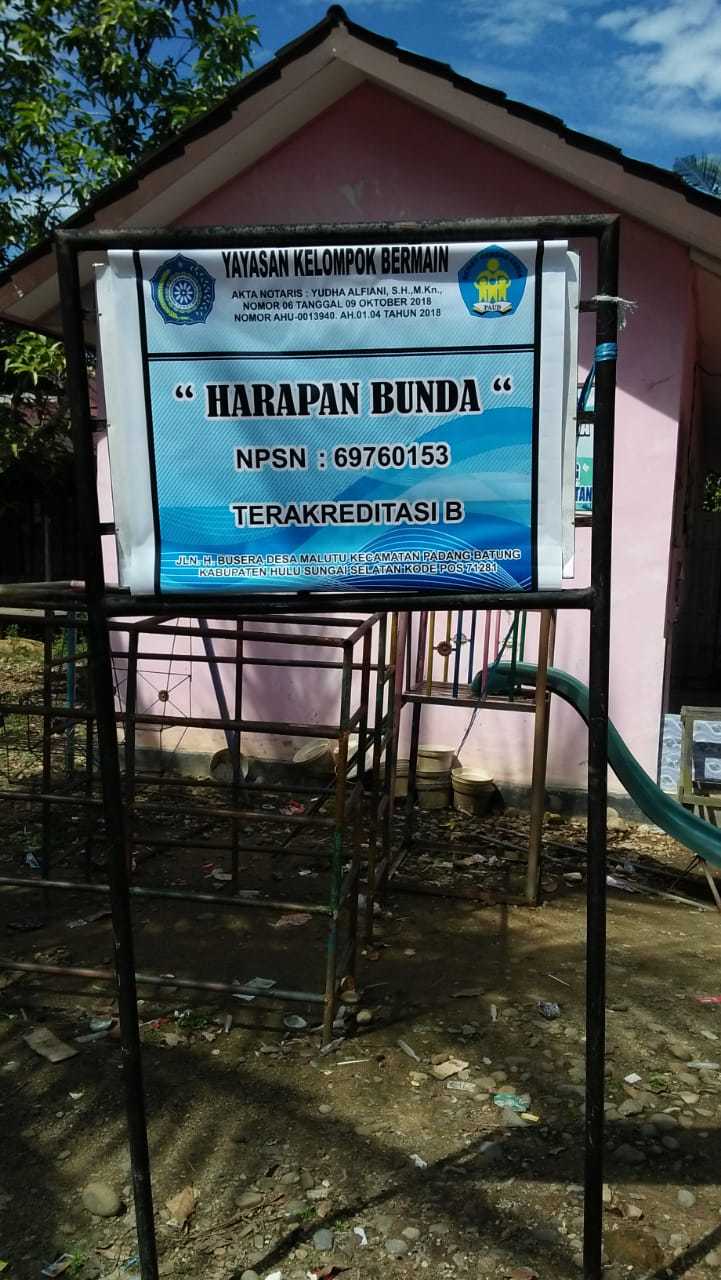 YAYASAN KELOMPOK BERMAIN
AKTA NOTARIS : YUDHA ALFIANI, S.H.,M.Kn.,
NOMOR 06 TANGGAL 09 OKTOBER 2018
NOMOR AHU-0013940. AH.01.04 TAHUN 2018
PAUD
“ HARAPAN BUNDA “
NPSN : 69760153
TERAKREDITASI B
JLN. H. BUSERA DESA MALUTU KECAMATAN PADANG BATUNG
KABUPATEN HULU SUNGAI SELATAN KODE POS 71281